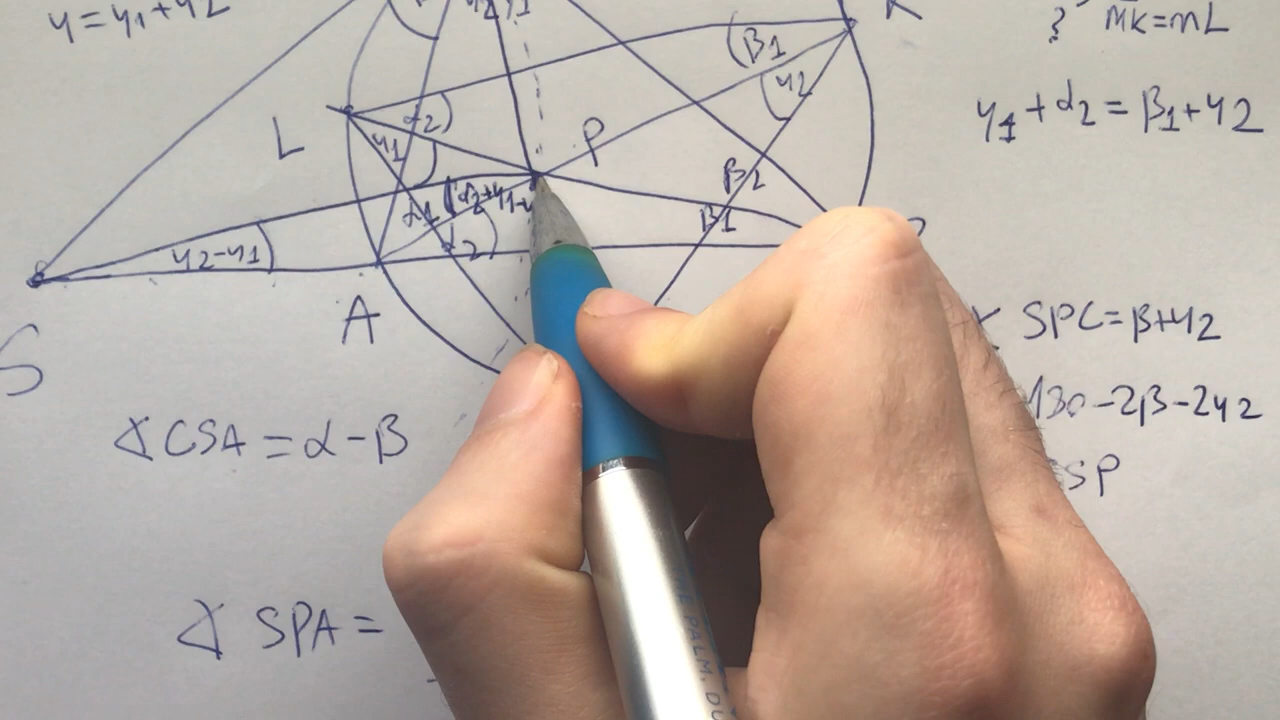 y=y1+y2
K
MK=ML
β1
y2
y1+α2=β1+y2
L
α2
y1
P
β2
β1
α1
α2
y2-y1
A
S
SPC=β+y2
∢CSA=α-β
180-2β-2y2
SP
∢ SPA=